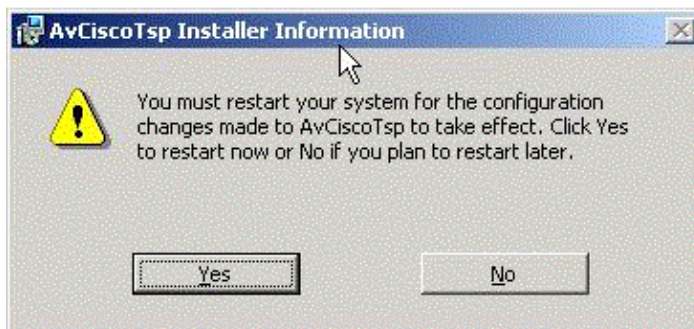 AvCiscoTsp Installer Information
You must restart your system for the configuration
changes made to AvCiscoTsp to take effect. Click Yes
to restart now or No if you plan to restart later.
Yes
No